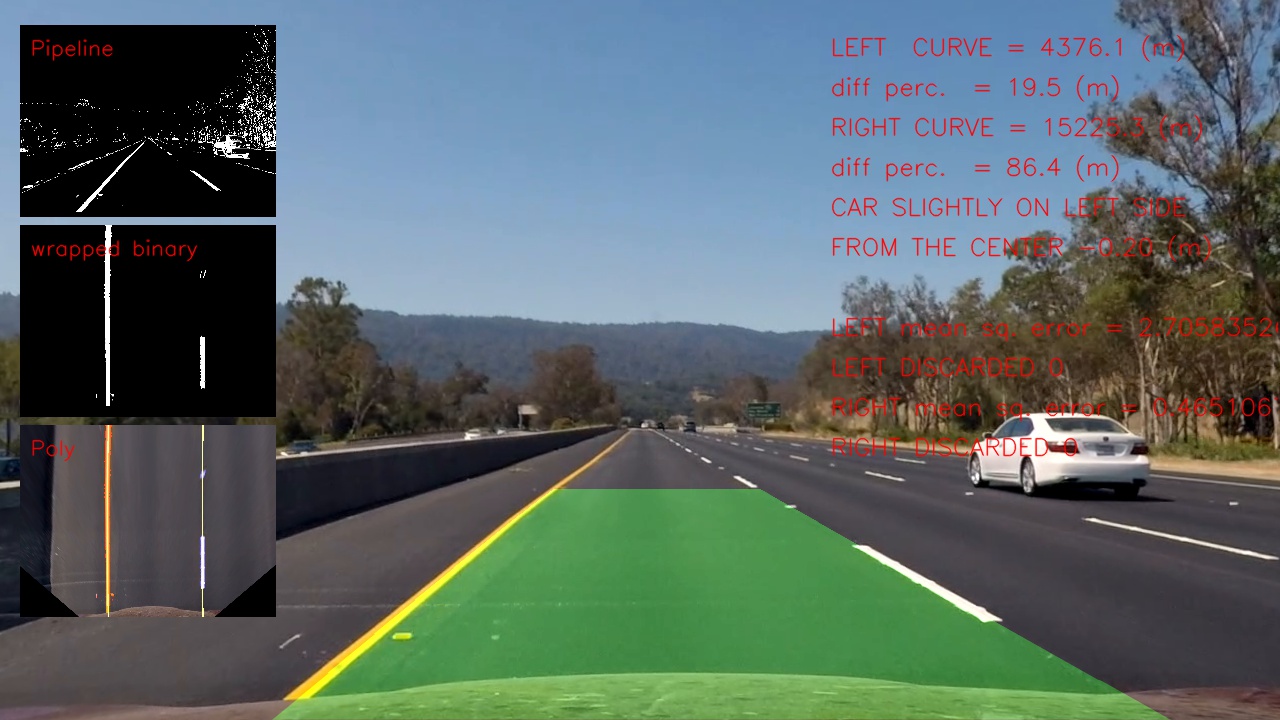 Pipeline
wrapped binary
Poly
LEFT CURVE = 4376.1 (m)
diff perc. = 19.5 (m)
RIGHT CURVE = 15225.3 (m)
diff perc. = 86.4 (m)
CAR SLIGHTLY ON LEFT SIDE
FROM THE CENTER -0.20 (m)
LEFT mean sq. error = 2.7058352
LEFT DISCARDED 0
RIGHT mean sq. error = 0.465106
RIGHT DISCARDED 0